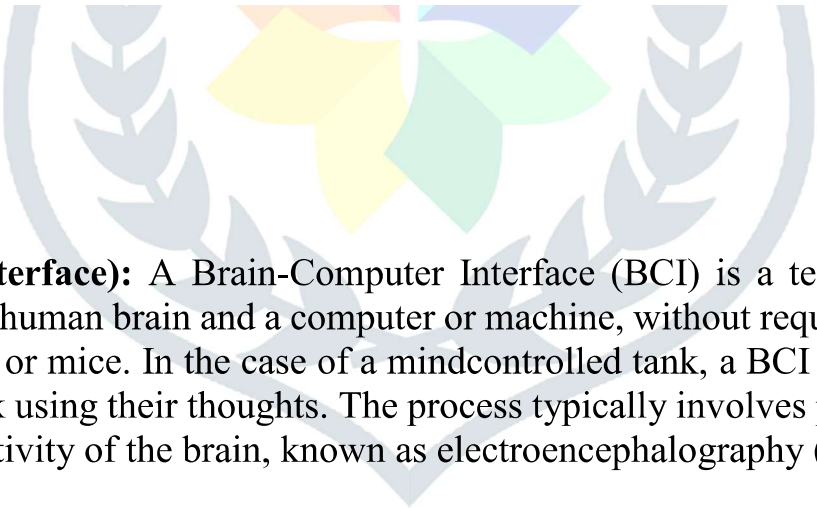 terface): A Brain-Computer Interface (BCI) is a te
human brain and a computer or machine, without requ
or mice. In the case of a mindcontrolled tank, a BCI
using their thoughts. The process typically involves
tivity of the brain, known as electroencephalography (